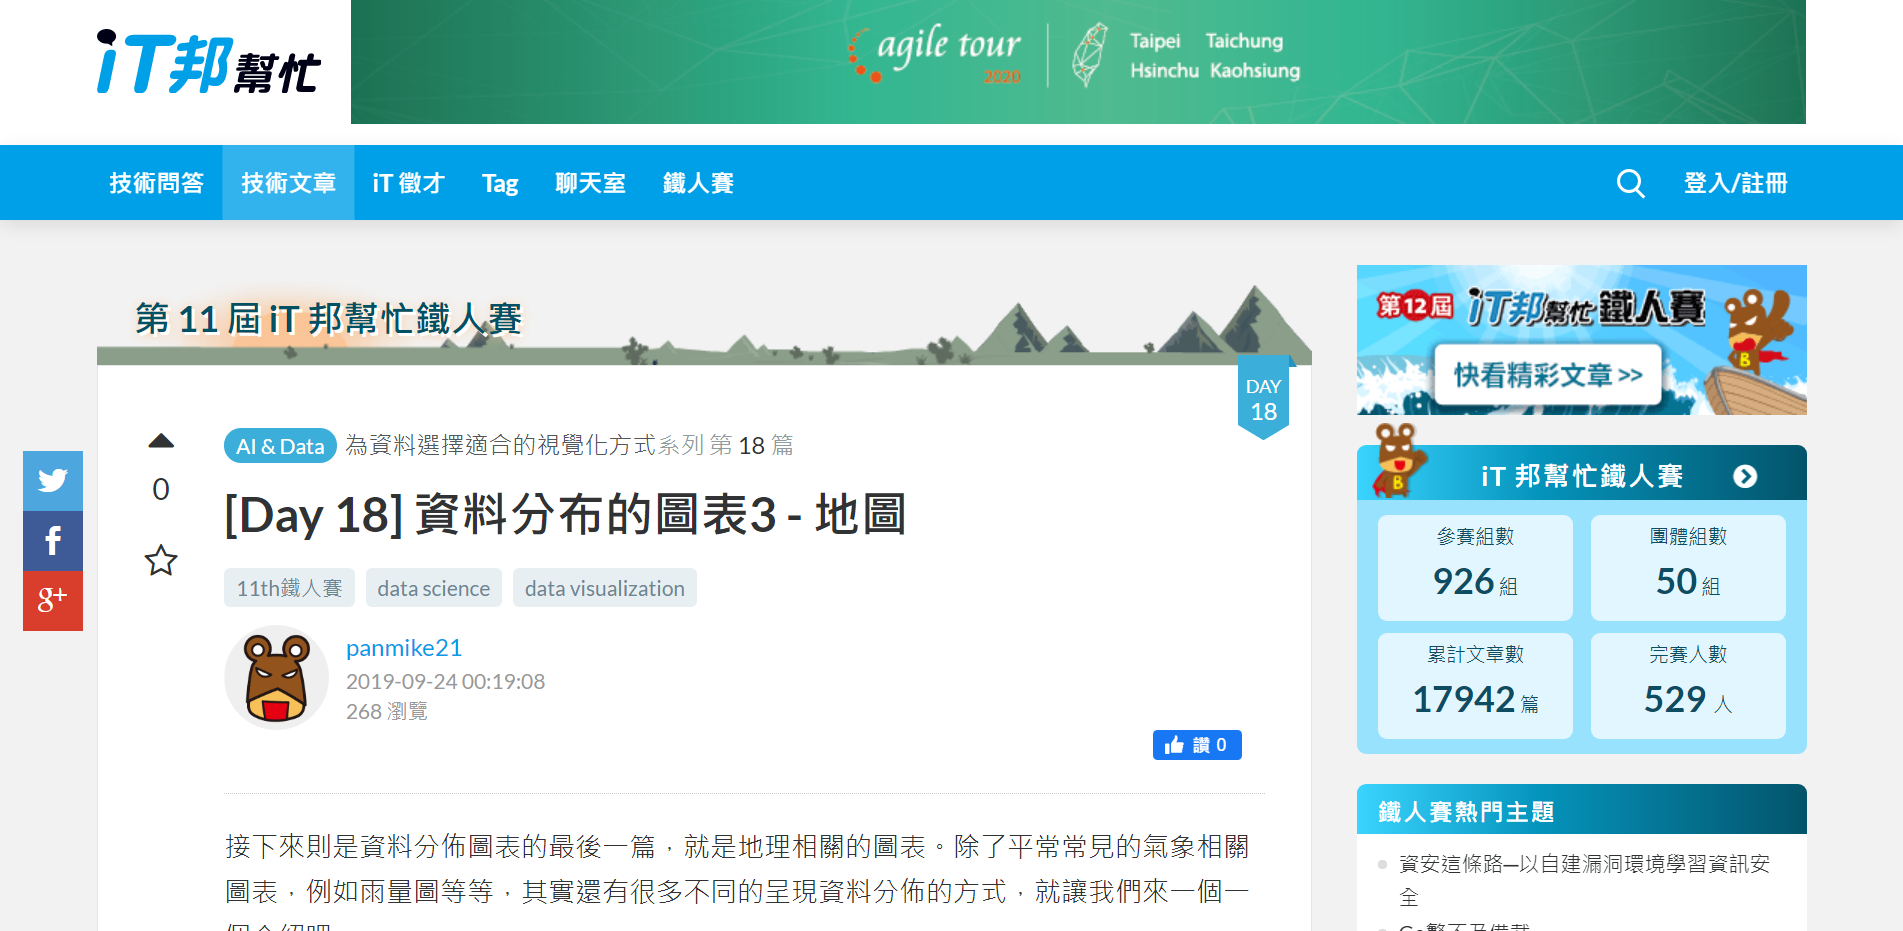 iT邦幫忙
agile tour
2020
Taipei Taichung
Hsinchu Kaohsiung
技術問答 技術文章 iT 徵才 Tag 聊天室 鐵人賽 登入/註冊
第 11 屆 iT 邦幫忙鐵人賽
DAY
18
AI & Data 為資料選擇適合的視覺化方式系列 第 18 篇
0
[Day 18] 資料分布的圖表3 - 地圖
11th鐵人賽 data science data visualization
panmike21
2019-09-24 00:19:08
268 瀏覽
讚 0
接下來則是資料分佈圖表的最後一篇，就是地理相關的圖表。除了平常常見的氣象相關
圖表，例如雨量圖等等，其實還有很多不同的呈現資料分佈的方式，就讓我們來一個一
f
g+
第12屆 iT邦幫忙 鐵人賽
B
快看精彩文章 >>
B
iT 邦幫忙鐵人賽
參賽組數
926 組
團體組數
50 組
累計文章數
17942 篇
完賽人數
529 人
鐵人賽熱門主題
資安這條路—以自建漏洞環境學習資訊安
全